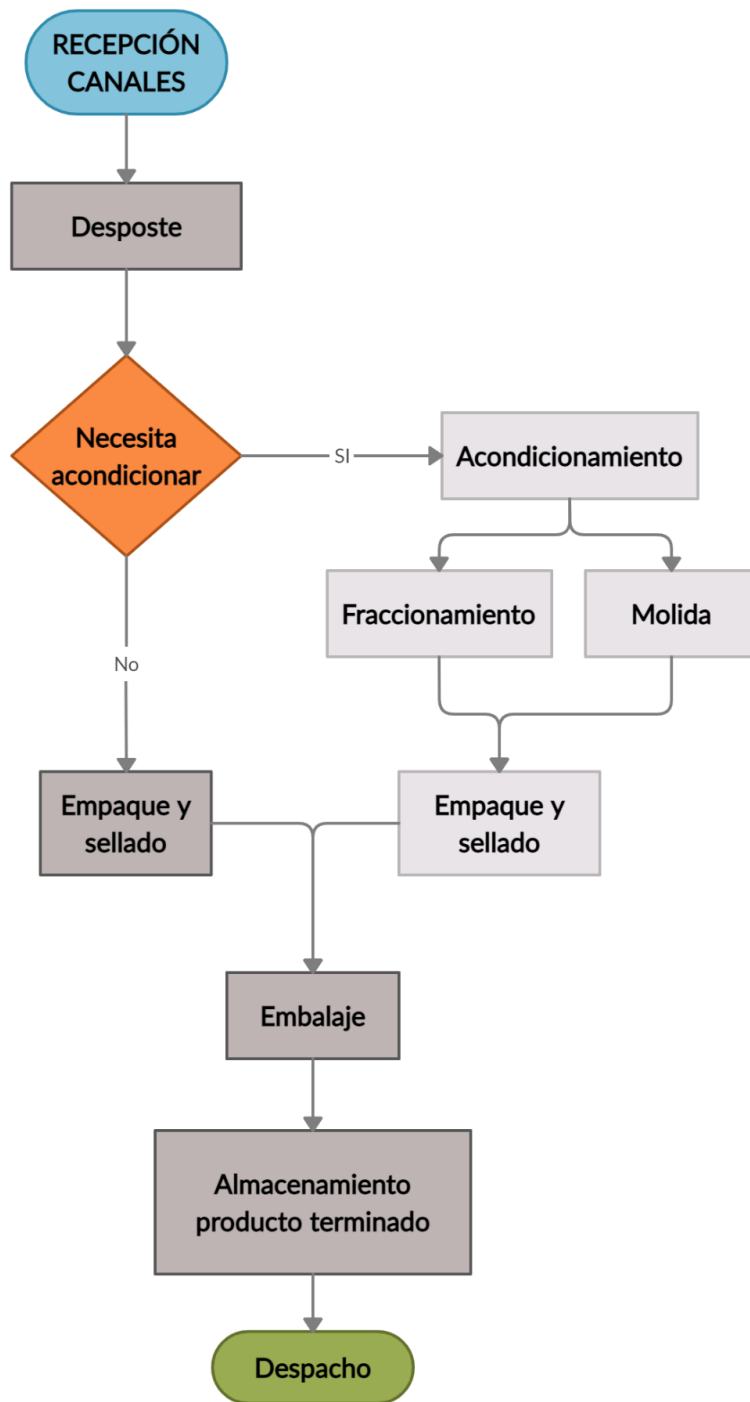 RECEPCIÓN
CANALES
Desposte
Necesita
acondicionar
SI
Acondicionamiento
Fraccionamiento
Molida
No
Empaque y
sellado
Empaque y
sellado
Embalaje
Almacenamiento
producto terminado
Despacho